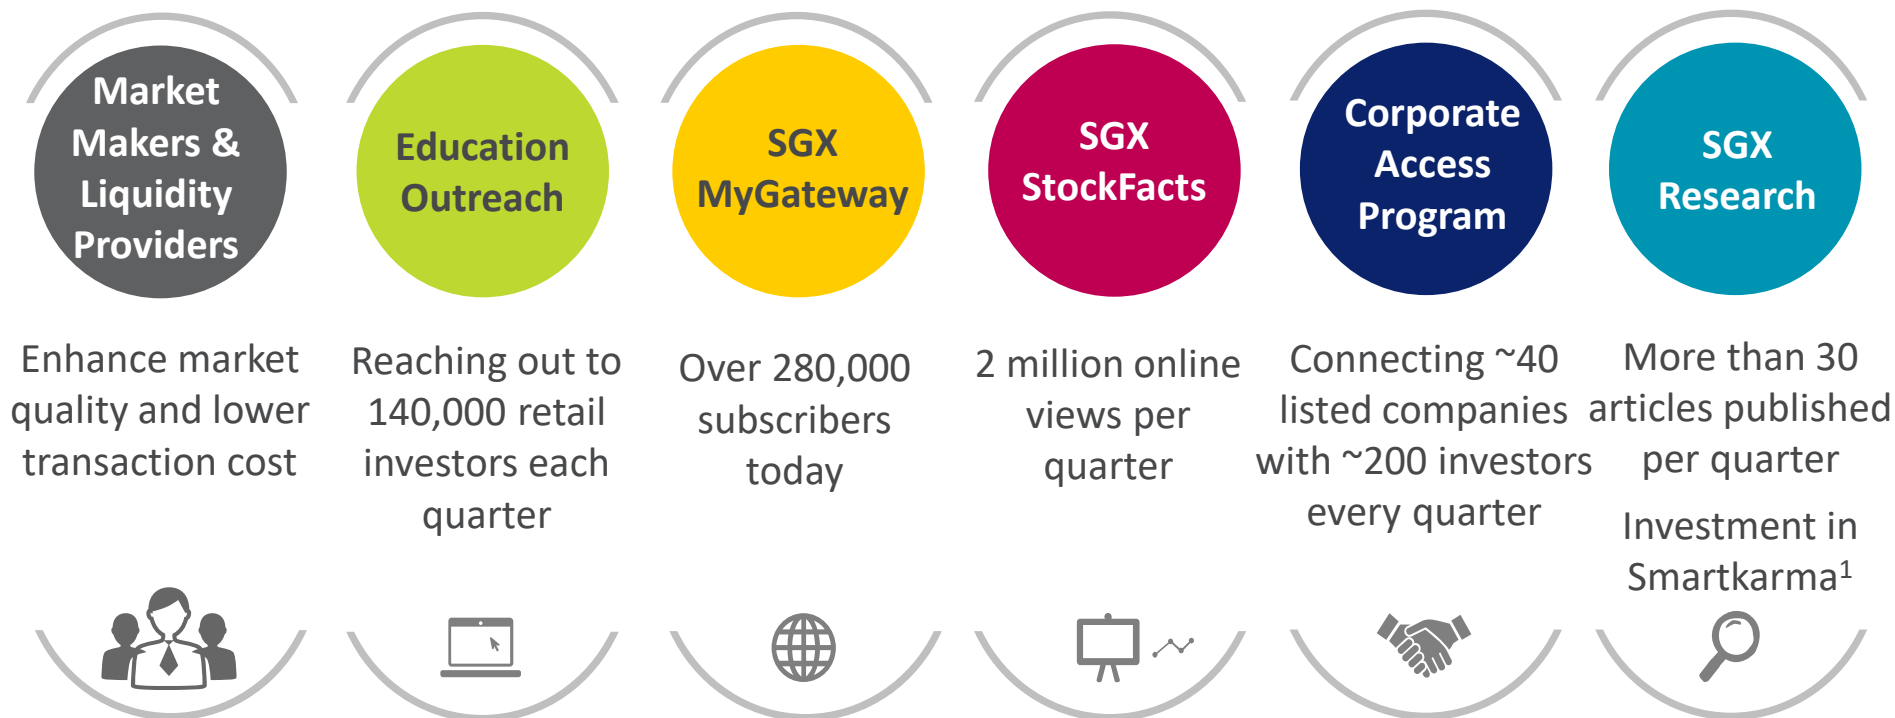 Market
Makers &
Liquidity
Providers
Enhance market
quality and lower
transaction cost
Education
Outreach
Reaching out to
140,000 retail
investors each
quarter
SGX
MyGateway
Over 280,000
subscribers
today
SGX
StockFacts
2 million online
views per
quarter
Corporate
Access
Program
Connecting ~40
listed companies
with ~200 investors
every quarter
SGX
Research
More than 30
articles published
per quarter
Investment in
Smartkarma¹